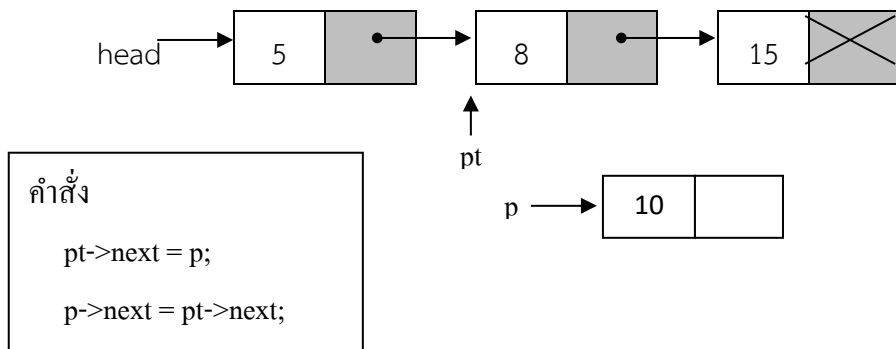 head 5 8 15
pt
p 10
คำสั่ง
pt->next = p;
p->next = pt->next;